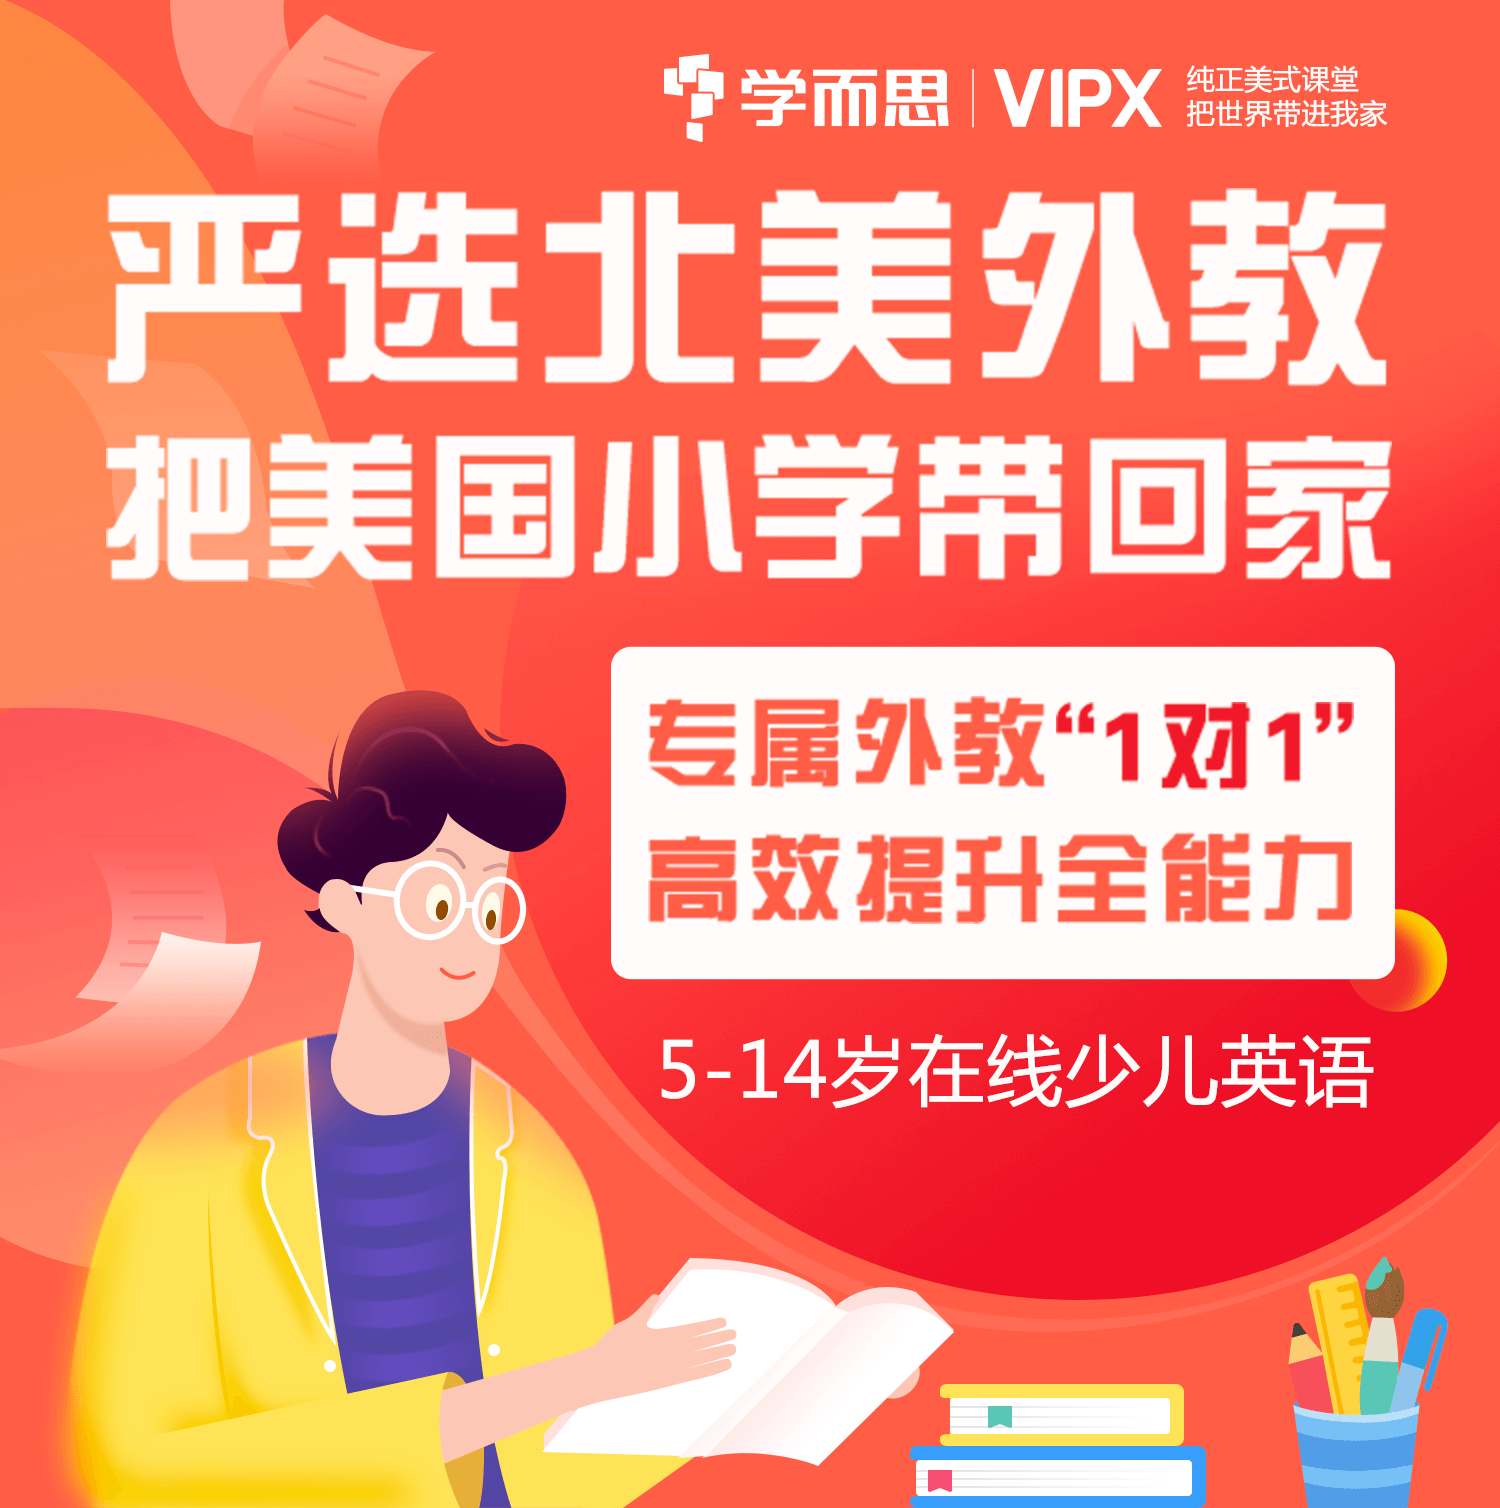 学而思 VIPX 纯正美式课堂
把世界带进我家
严选北美外教
把美国小学带回家
专属外教“1对1”
高效提升全能力
5-14岁在线少儿英语